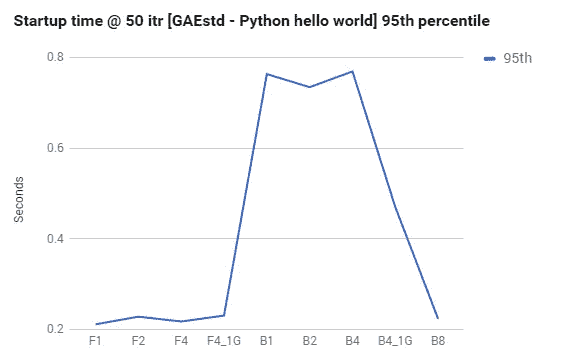 Startup time @ 50 itr [GAEstd - Python hello world] 95th percentile
95th
0.8
0.6
0.4
0.2
Seconds
F1 F2 F4 F4_1G B1 B2 B4 B4_1G B8